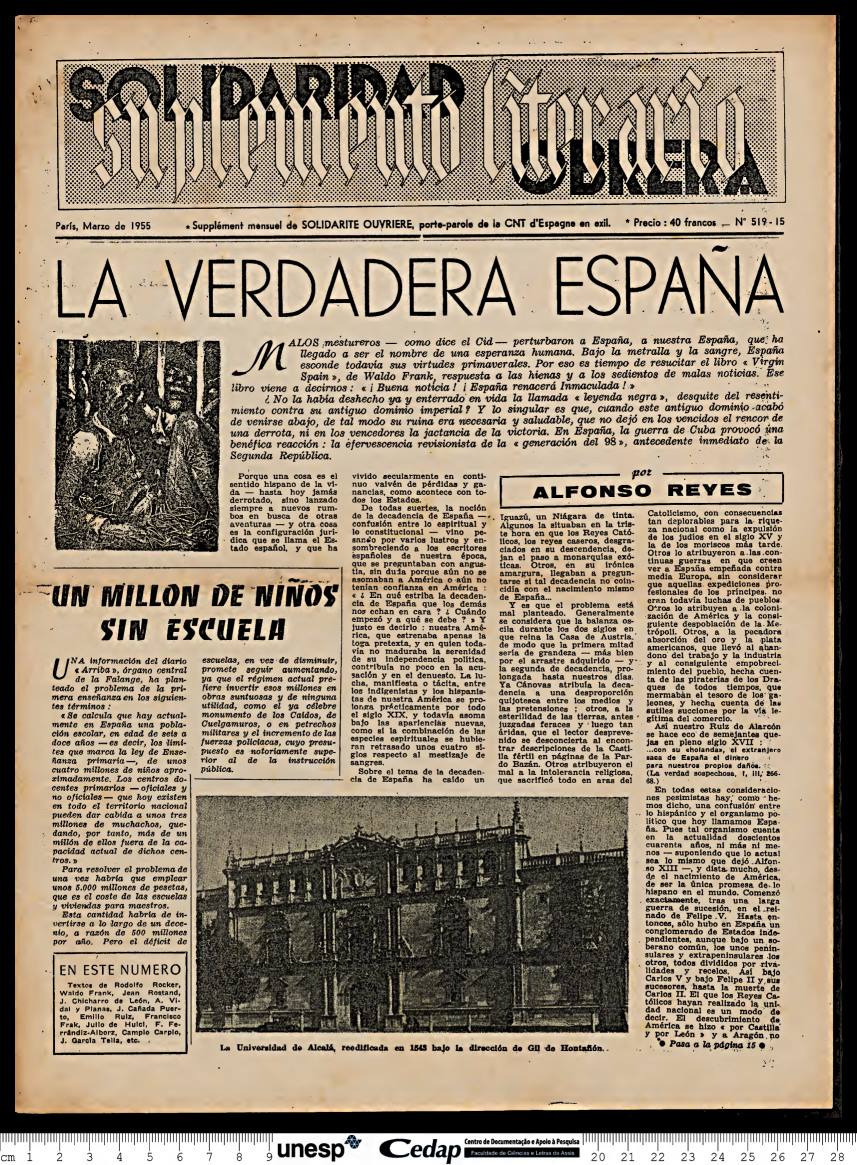 SOLIDARIDAD
suplemento literario
OBRERA
París, Marzo de 1955
« Supplément mensuel de SOLIDARITE OUVRIERE, porte-parole de la CNT d'Espagne en exil.
* Precio : 40 francos
N° 519 - 15
LA VERDADERA ESPAÑA
MALOS mestureros — como dice el Cid — perturbaron a España, a nuestra España, que ha
llegado a ser el nombre de una esperanza humana. Bajo la metralla y la sangre, España
esconde todavía sus virtudes primaverales. Por eso es tiempo de resucitar el libro « Virgin
Spain », de Waldo Frank, respuesta a las hienas y a los sedientos de malas noticias. Ese
libro viene a decirnos : « ¡ Buena noticia ! ¡ España renacerá Inmaculada ! »
¿ No la había deshecho ya y enterrado en vida la llamada « leyenda negra », desquite del resenti-
miento contra su antiguo dominio imperial ? Y lo singular es que, cuando este antiguo dominio acabó
de venirse abajo, de tal modo su ruina era necesaria y saludable, que no dejó en los vencidos el rencor de
una derrota, ni en los vencedores la jactancia de la victoria. En España, la guerra de Cuba provocó una
benéfica reacción : la efervescencia revisionista de la « generación del 98 », antecedente inmediato de la
Segunda República.
por
ALFONSO REYES
Porque una cosa es el
sentido hispano de la vi-
da — hasta hoy jamás
derrotado, sino lanzado
siempre a nuevos rum-
bos en busca de otras
aventuras — y otra cosa
es la configuración jurí-
dica que se llama el Es-
tado español, y que ha
vivido secularmente en conti-
nuo vaivén de pérdidas y ga-
nancias, como acontece con to-
dos los Estados.
De todas suertes, la noción
de la decadencia de España —
confusión entre lo espiritual y
lo constitucional — vino pe-
sando por varios lustros y en-
sombreciendo a los escritores
españoles de nuestra época,
que se preguntaban con angus-
tia, sin duda porque aún no se
asomaban a América o aún no
tenían confianza en América :
« ¿ En qué estriba la decaden-
cia de España que los demás
nos echan en cara ? ¿ Cuándo
empezó y a qué se debe ? » Y
justo es decirlo : nuestra Amé-
rica, que estrenaba apenas la
toga pretexta, y en quien toda-
vía no maduraba la serenidad
de su independencia política,
contribuía no poco en la acu-
sación y en el denuesto. La lu-
cha, manifiesta o tácita, entre
los indigenistas y los hispanis-
tas de nuestra América se pro-
longa prácticamente por todo
el siglo XIX, y todavía asoma
bajo las apariencias nuevas,
como si la combinación de las
especies espirituales se hubie-
ran retrasado unos cuatro si-
glos respecto al mestizaje de
sangres.
Sobre el tema de la decaden-
cia de España ha caído un
Iguazú, un Niágara de tinta.
Algunos la situaban en la tris-
te hora en que los Reyes Cató-
licos, los reyes caseros, desgra-
ciados en su descendencia, de-
jan el paso a monarquías exó-
ticas. Otros, en su irónica
amargura, llegaban a pregun-
tarse si tal decadencia no coin-
cidía con el nacimiento mismo
de España...
Y es que el problema está
mal planteado. Generalmente
se considera que la balanza os-
cila durante los dos siglos en
que reina la Casa de Austria,
de modo que la primera mitad
sería de grandeza — más bien
por el arrastre adquirido — y
la segunda de decadencia, pro-
longada hasta nuestros días.
Ya Cánovas atribuía la deca-
dencia a una desproporción
quijotesca entre los medios y
las pretensiones ; otros, a la
esterilidad de las tierras, antes
juzgadas feraces y luego tan
áridas, que el lector despreve-
nido se desconcierta al encon-
trar descripciones de la Casti-
lla fértil en páginas de la Par-
do Bazán. Otros atribuyeron el
mal a la intolerancia religiosa,
que sacrificó todo en aras del
Catolicismo, con consecuencias
tan deplorables para la rique-
za nacional como la expulsión
de los judíos en el siglo XV y
la de los moriscos más tarde.
Otros lo atribuyeron a las con-
tinuas guerras en que creen
ver a España empeñada contra
media Europa, sin considerar
que aquellas expediciones pro-
fesionales de los príncipes no
eran todavía luchas de pueblos.
Otros lo atribuyen a la coloni-
zación de América y la consi-
guiente despoblación de la Me-
trópoli. Otros, a la pecadora
absorción del oro y la plata
americanos, que llevó al aban-
dono del trabajo y la industria
y al consiguiente empobreci-
miento del pueblo, hecha cuen-
ta de las piraterías de los Dra-
ques de todos tiempos, que
mermaban el tesoro de los ga-
leones, y hecha cuenta de las
sutiles succiones por la vía le-
gítima del comercio.
Así nuestro Ruiz de Alarcón
se hace eco de semejantes que-
jas en pleno siglo XVII :
...con su cholandas, el extranjero
saca de España el dinero
para nuestros propios daños.
(La verdad sospechosa, I, iii, 266-
68.)
En todas estas consideracio-
nes pesimistas hay, como he-
mos dicho, una confusión entre
lo hispánico y el organismo po-
lítico que hoy llamamos Espa-
ña. Pues tal organismo cuenta
en la actualidad doscientos
cuarenta años, ni más ni me-
nos — suponiendo que lo actual
sea lo mismo que dejó Alfon-
so XIII —, y dista mucho, des-
de el nacimiento de América,
de ser la única promesa de lo
hispano en el mundo. Comenzó
exactamente, tras una larga
guerra de sucesión, en el rei-
nado de Felipe V. Hasta en-
tonces, sólo hubo en España un
conglomerado de Estados inde-
pendientes, aunque bajo un so-
berano común, los unos penin-
sulares y extrapeninsulares los
otros, todos divididos por riva-
lidades y recelos. Así bajo
Carlos V y bajo Felipe II y sus
sucesores, hasta la muerte de
Carlos II. El que los Reyes Ca-
tólicos hayan realizado la uni-
dad nacional es un modo de
decir. El descubrimiento de
América se hizo « por Castilla
y por León » y a Aragón no
● Pasa a la página 15 ●
UN MILLON DE NIÑOS
SIN ESCUELA
UNA información del diario
« Arriba », órgano central
de la Falange, ha plan-
teado el problema de la pri-
mera enseñanza en los siguien-
tes términos :
« Se calcula que hay actual-
mente en España una pobla-
ción escolar, en edad de seis a
doce años — es decir, los lími-
tes que marca la ley de Ense-
ñanza primaria —, de unos
cuatro millones de niños apro-
ximadamente. Los centros do-
centes primarios — oficiales y
no oficiales — que hoy existen
en todo el territorio nacional
pueden dar cabida a unos tres
millones de muchachos, que-
dando, por tanto, más de un
millón de ellos fuera de la ca-
pacidad actual de dichos cen-
tros. »
Para resolver el problema de
una vez habría que emplear
unos 5.000 millones de pesetas,
que es el coste de las escuelas
y viviendas para maestros.
Esta cantidad habría de in-
vertirse a lo largo de un dece-
nio, a razón de 500 millones
por año. Pero el déficit de
escuelas, en vez de disminuir,
promete seguir aumentando,
ya que el régimen actual pre-
fiere invertir esos millones en
obras suntuosas y de ninguna
utilidad, como el ya célebre
monumento de los Caídos, de
Cuelgamuros, o en petrechos
militares y el incremento de las
fuerzas policíacas, cuyo presu-
puesto es notoriamente supe-
rior al de la instrucción
pública.
EN ESTE NUMERO
Textos de Rodolfo Rocker,
Waldo Frank, Jean Rostand,
J. Chicharro de León, A. Vi-
dal y Planas, J. Cañada Puer-
to, Emilio Ruiz, Francisco
Frak, Julio de Huici, F. Fe-
rrándiz-Alborz, Campio Carpio,
J. García Tella, etc.
La Universidad de Alcalá, reedificada en 1543 bajo la dirección de Gil de Hontañón.
cm 1 2 3 4 5 6 7 8 9 unesp Cedap Centro de Documentação e Apoio à Pesquisa
Faculdade de Ciências e Letras de Assis
20 21 22 23 24 25 26 27 28